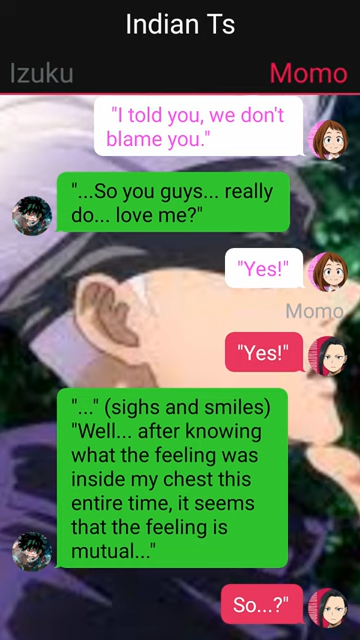 Indian Ts
Izuku Momo
"I told you, we don't
blame you."
"...So you guys... really
do... love me?"
"Yes!"
Momo
"Yes!"
"..." (sighs and smiles)
"Well... after knowing
what the feeling was
inside my chest this
entire time, it seems
that the feeling is
mutual..."
So...?"